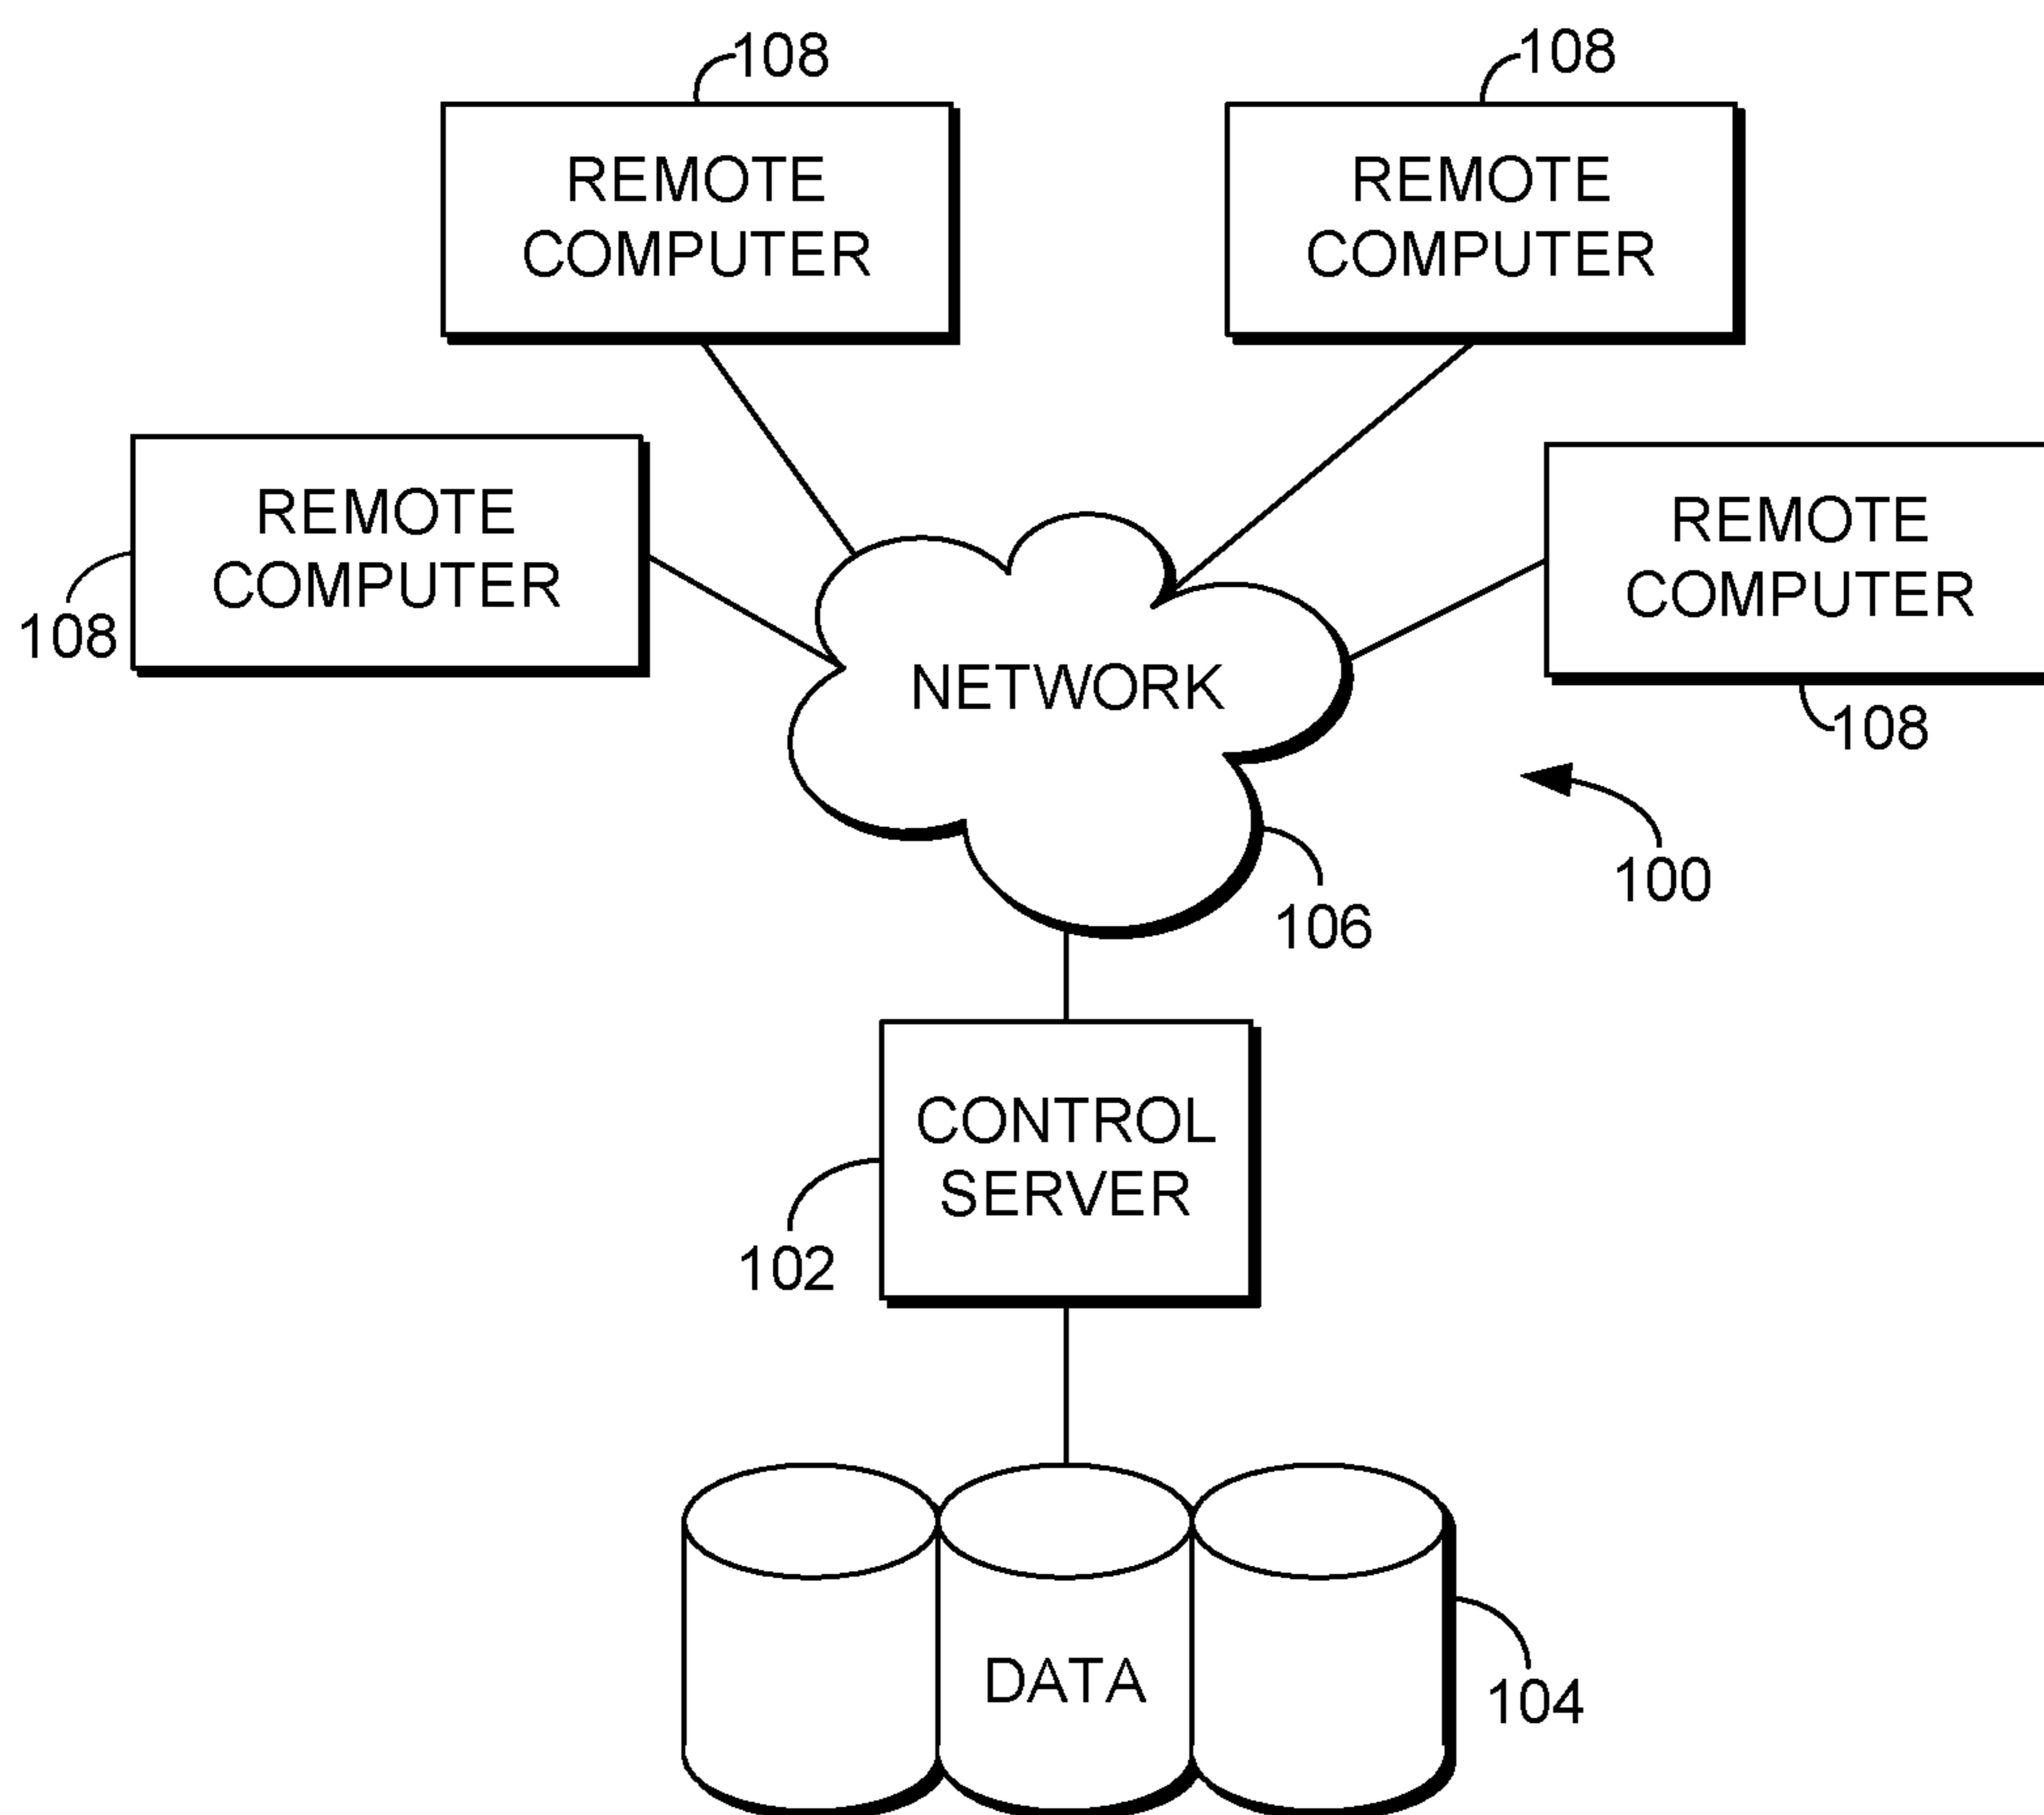 108
108
REMOTE
COMPUTER
REMOTE
COMPUTER
REMOTE
COMPUTER
REMOTE
COMPUTER
108
NETWORK
108
100
106
CONTROL
SERVER
102
DATA
104